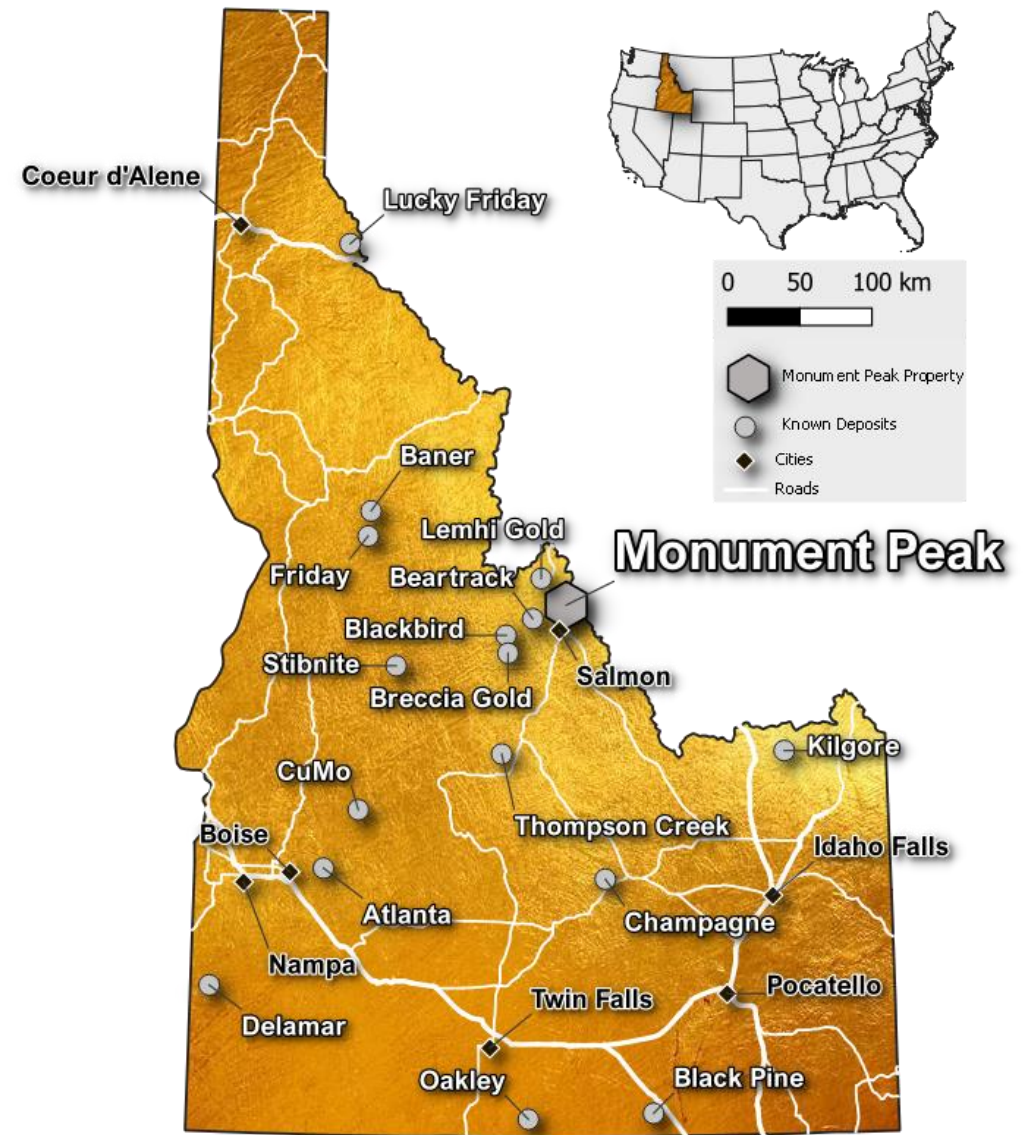 Coeur d'Alene
Lucky Friday
0 50 100 km
Monument Peak Property
Known Deposits
Cities
Roads
Baner
Lemhi Gold
Monument Peak
Friday
Beartrack
Blackbird
Stibnite
Salmon
Breccia Gold
Kilgore
CuMo
Thompson Creek
Boise
Idaho Falls
Atlanta
Champagne
Nampa
Pocatello
Twin Falls
Delamar
Oakley
Black Pine